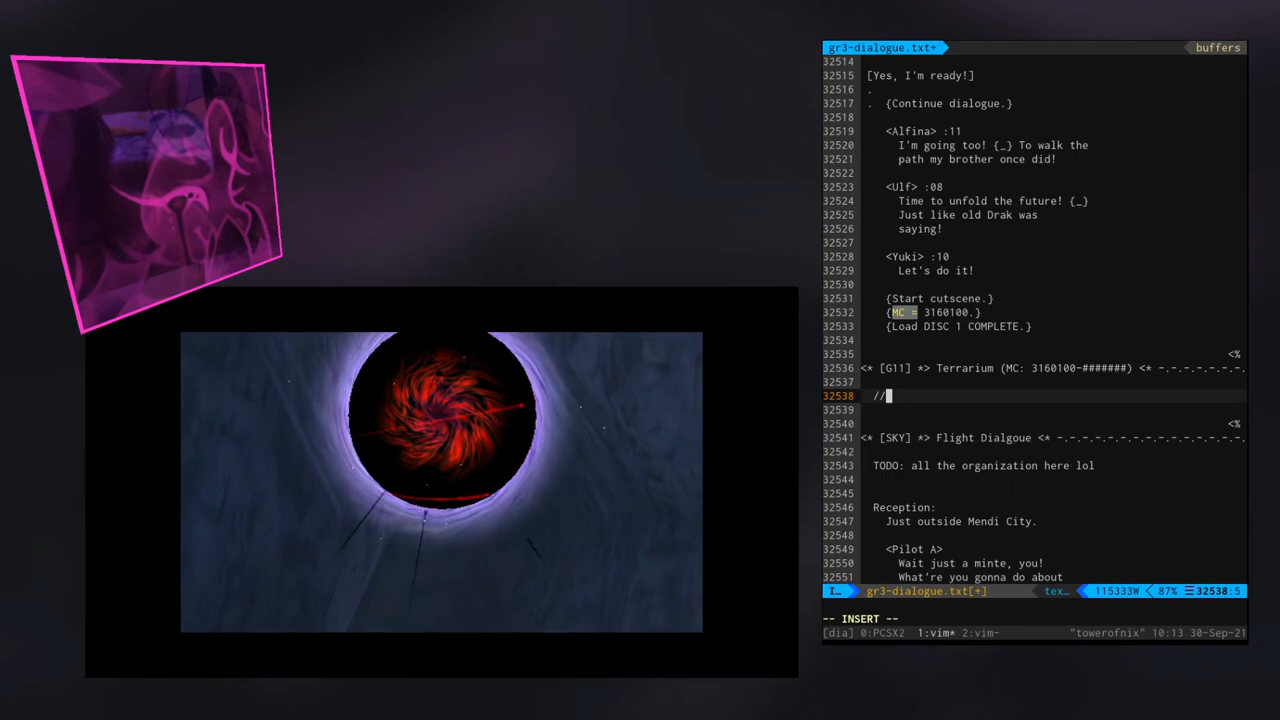 gr3-dialogue.txt+ buffers
32514
32515 [Yes, I'm ready!]
32516 .
32517 . {Continue dialogue.}
32518
32519 <Alfina> :11
32520 I'm going too! {_} To walk the
32521 path my brother once did!
32522
32523 <Ulf> :08
32524 Time to unfold the future! {_}
32525 Just like old Drak was
32526 saying!
32527
32528 <Yuki> :10
32529 Let's do it!
32530
32531 {Start cutscene.}
32532 {MC = 3160100.}
32533 {Load DISC 1 COMPLETE.}
32534
32535 <%
32536 <* [G11] *> Terrarium (MC: 3160100-#######) <* -.-.-.-.-.-.-.
32537
32538 //
32539
32540 <%
32541 <* [SKY] *> Flight Dialgoue <* -.-.-.-.-.-.-.-.-.-.-.-.-.-.-.
32542
32543 TODO: all the organization here lol
32544
32545
32546 Reception:
32547 Just outside Mendi City.
32548
32549 <Pilot A>
32550 Wait just a minte, you!
32551 What're you gonna do about
I… gr3-dialogue.txt[+] tex… 115333W 87% ☰32538:5
-- INSERT --
[dia] 0:PCSX2 1:vim* 2:vim- "towerofnix" 10:13 30-Sep-21